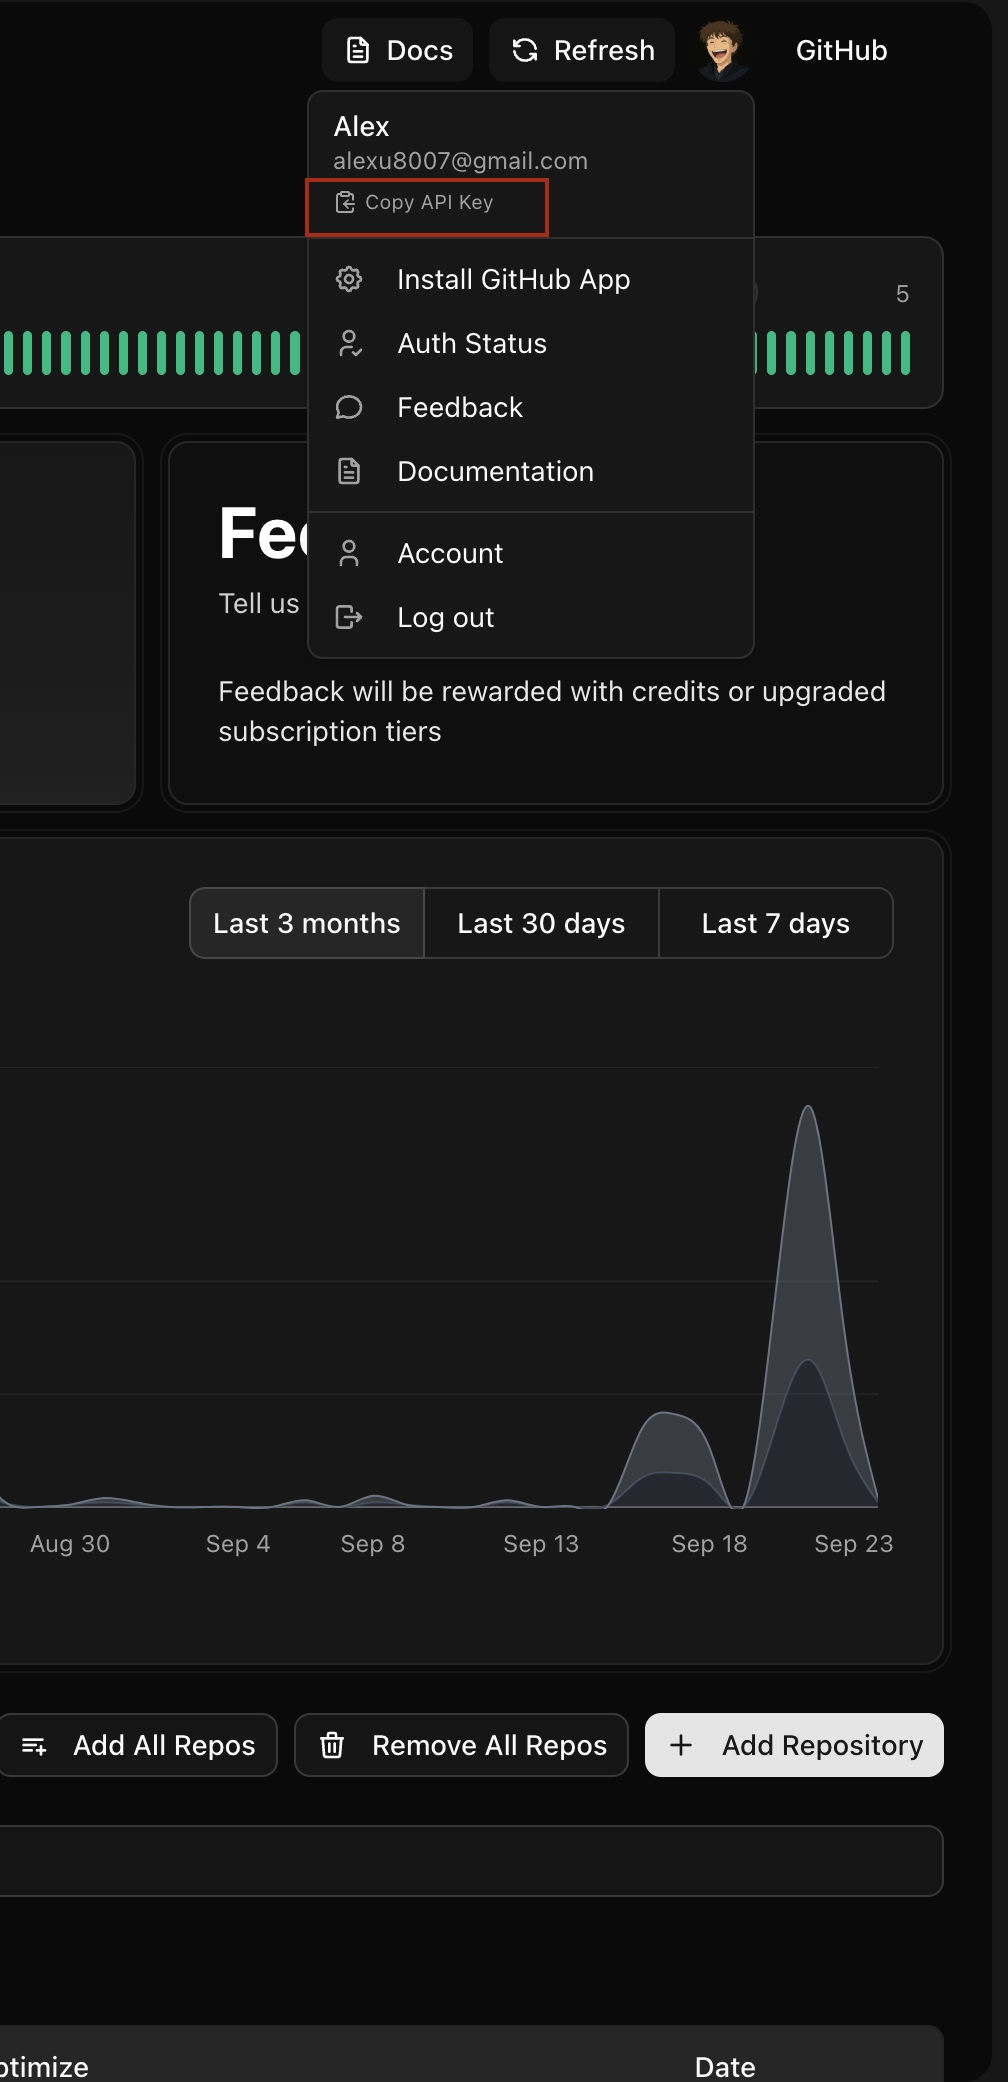 Docs
Refresh
GitHub
Alex
alexu8007@gmail.com
Copy API Key
Install GitHub App
5
Auth Status
Feedback
Documentation
Account
Tell us
Log out
Feedback will be rewarded with credits or upgraded
subscription tiers
Last 3 months
Last 30 days
Last 7 days
Aug 30
Sep 4
Sep 8
Sep 13
Sep 18
Sep 23
Add All Repos
Remove All Repos
Add Repository
Date